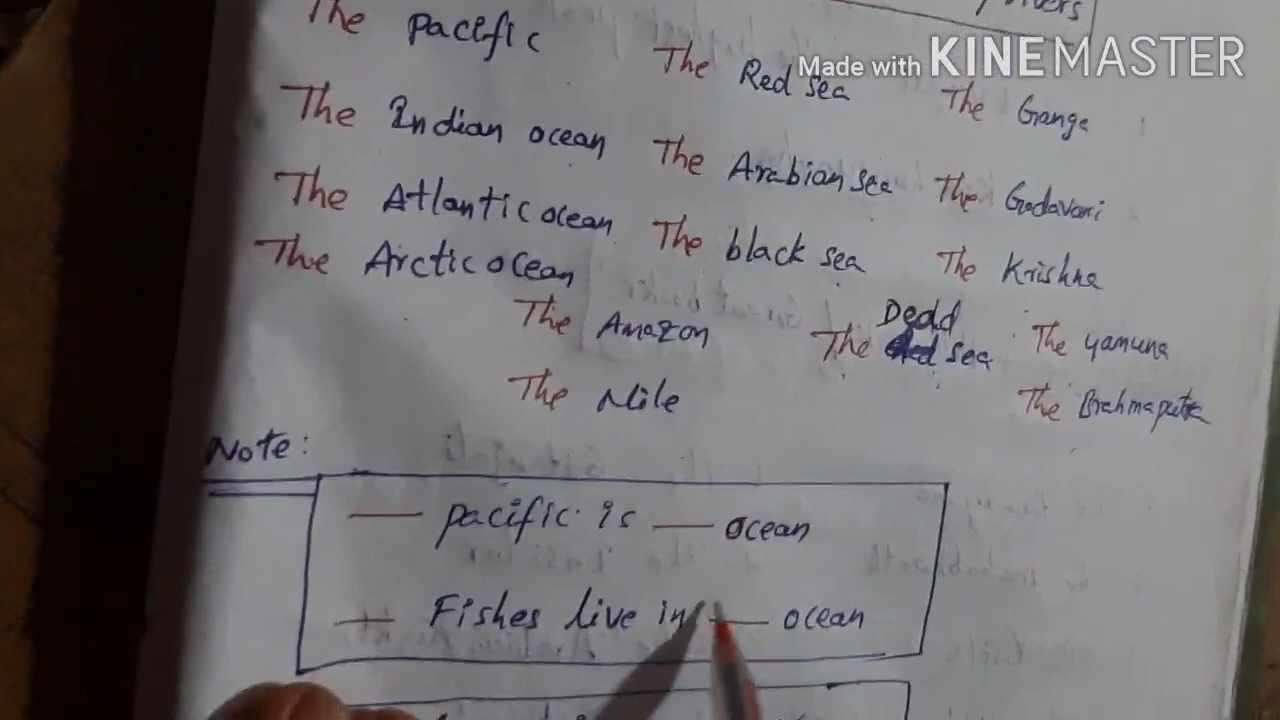 Rivers
Made with KINEMASTER
The Pacific The Red Sea The Ganga
The Indian ocean The Arabian sea The Godavari
The Atlantic ocean The black sea The Krishna
The Arctic ocean
The Amazon The Dead sea The yamuna
The Nile The Brahmaputra
Note:
— pacific is — ocean
— Fishes live in — ocean